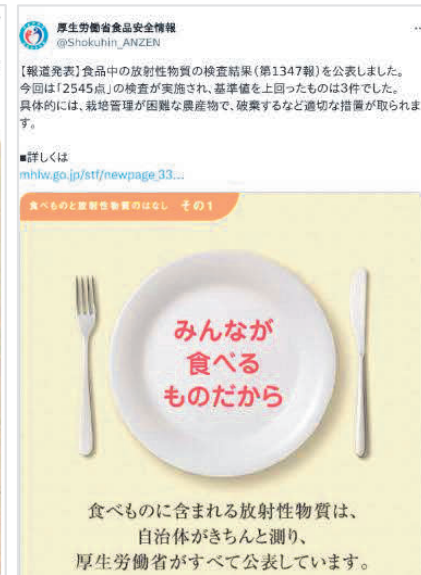 厚生労働省食品安全情報
@Shokuhin_ANZEN
【報道発表】食品中の放射性物質の検査結果(第1347報)を公表しました。
今回は「2545点」の検査が実施され、基準値を上回ったものは3件でした。
具体的には、栽培管理が困難な農産物で、破棄するなど適切な措置が取られま
す。
■詳しくは
mhlw.go.jp/stf/newpage_33...
食べものと放射性物質のはなし その1
みんなが
食べる
ものだから
食べものに含まれる放射性物質は、
自治体がきちんと測り、
厚生労働省がすべて公表しています。